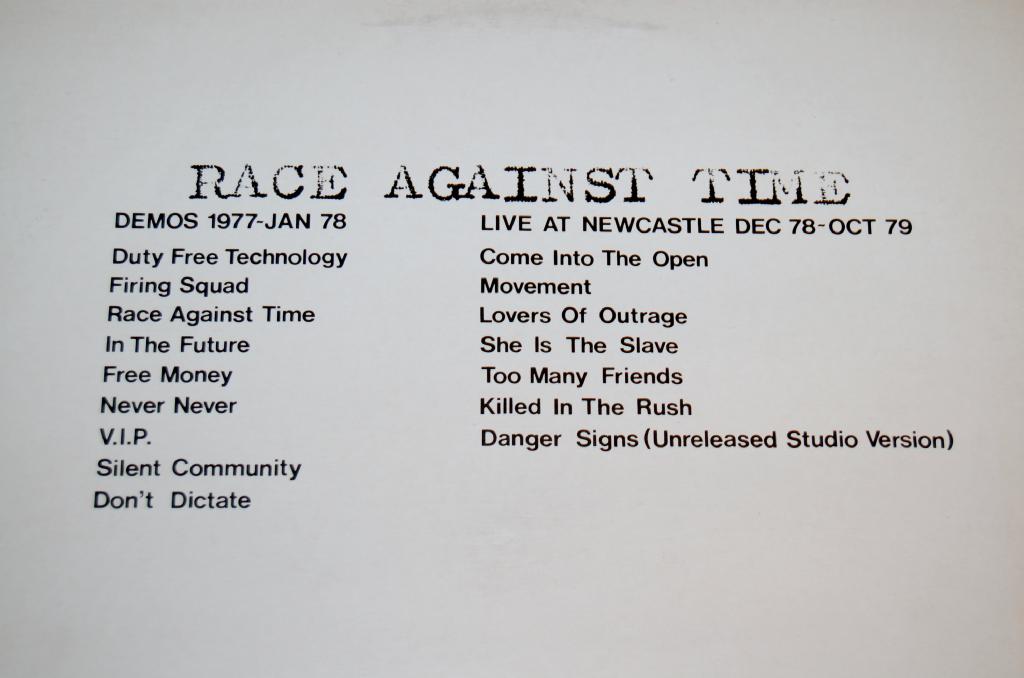 RACE AGAINST TIME
DEMOS 1977-JAN 78
Duty Free Technology
Firing Squad
Race Against Time
In The Future
Free Money
Never Never
V.I.P.
Silent Community
Don't Dictate
LIVE AT NEWCASTLE DEC 78-OCT 79
Come Into The Open
Movement
Lovers Of Outrage
She Is The Slave
Too Many Friends
Killed In The Rush
Danger Signs (Unreleased Studio Version)